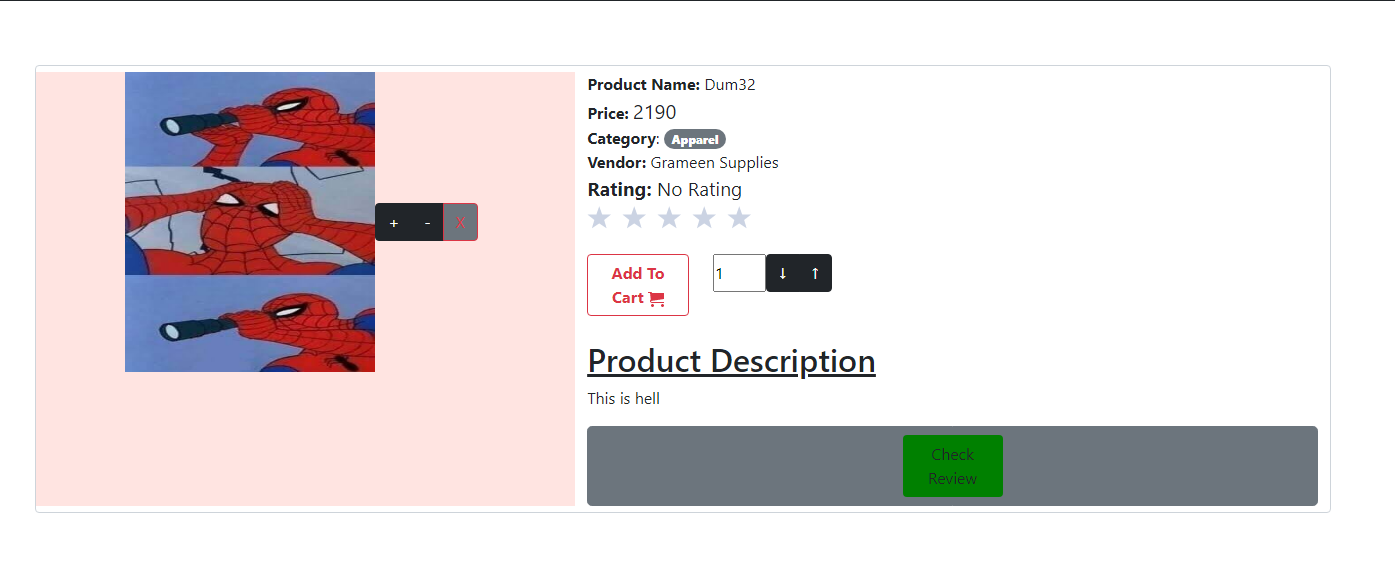 + - X
Product Name: Dum32
Price: 2190
Category: Apparel
Vendor: Grameen Supplies
Rating: No Rating
Add To
Cart
1 ↓ ↑
Product Description
This is hell
Check
Review